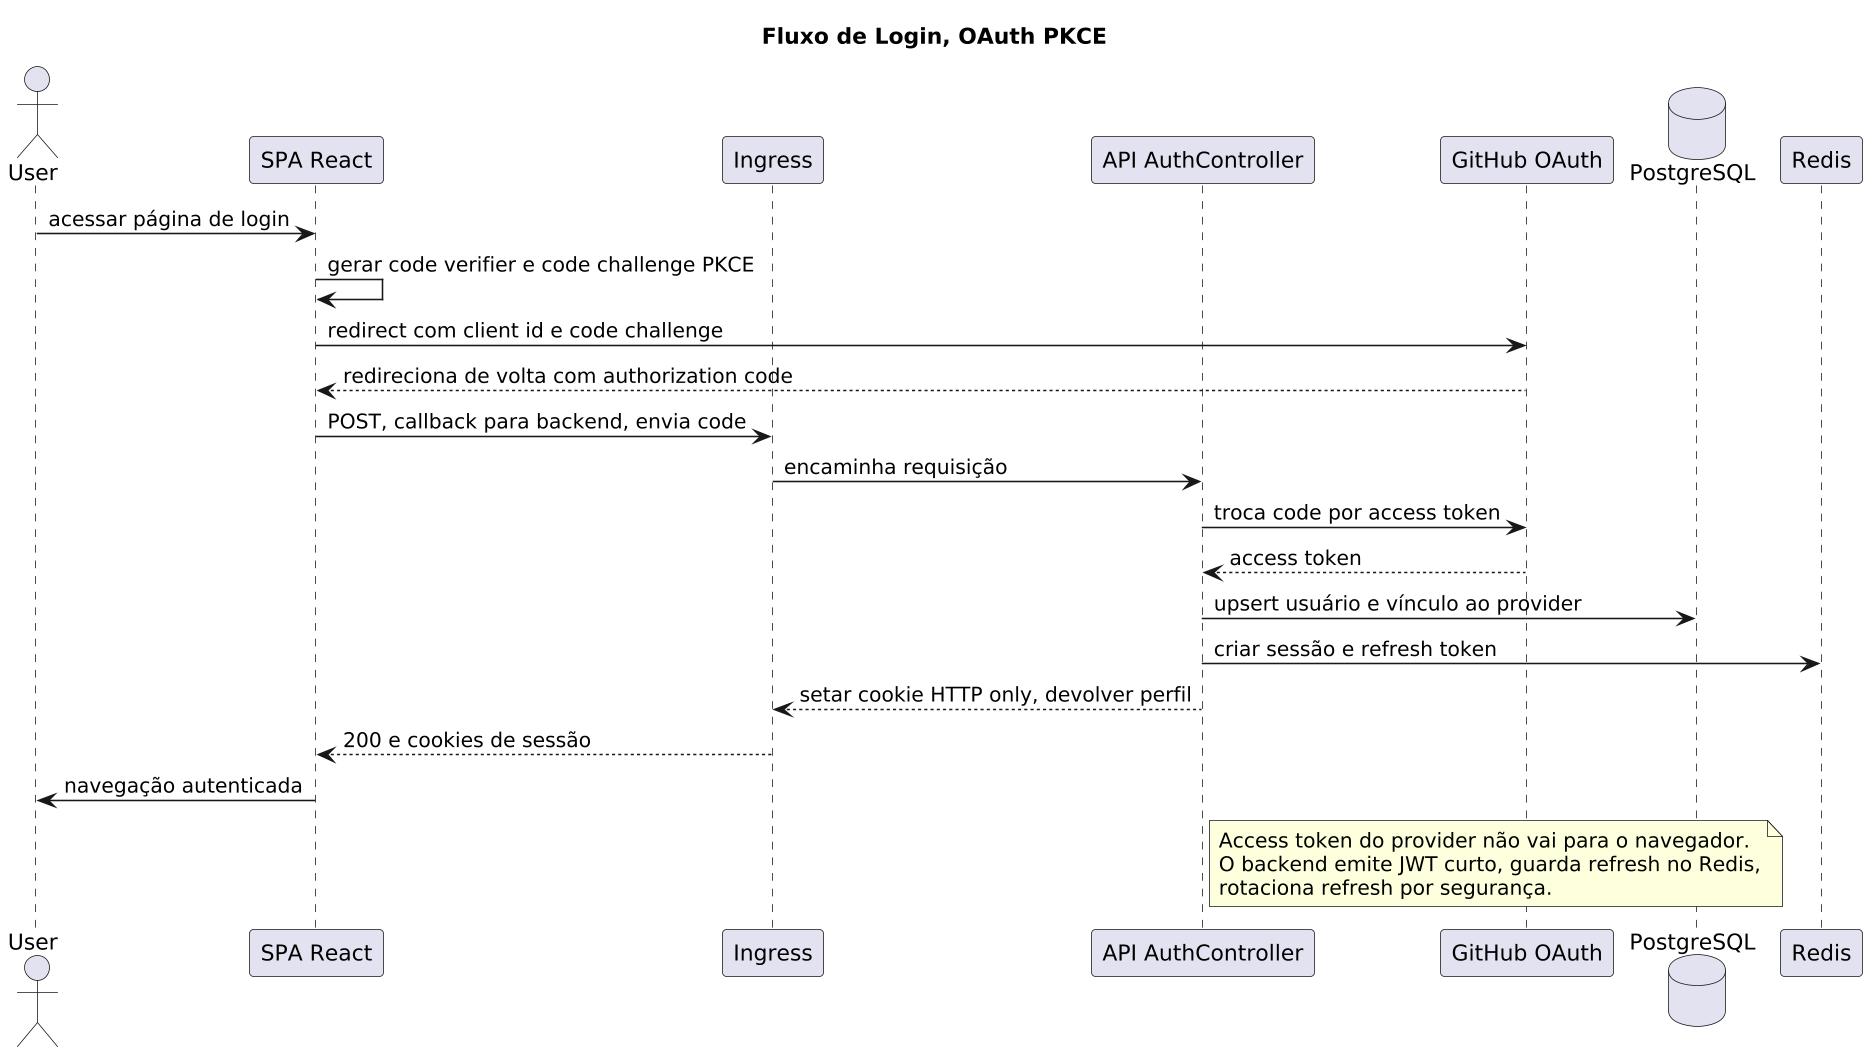 Fluxo de Login, OAuth PKCE
User
SPA React
Ingress
API AuthController
GitHub OAuth
PostgreSQL
Redis
acessar página de login
gerar code verifier e code challenge PKCE
redirect com client id e code challenge
redireciona de volta com authorization code
POST, callback para backend, envia code
encaminha requisição
troca code por access token
access token
upsert usuário e vínculo ao provider
criar sessão e refresh token
setar cookie HTTP only, devolver perfil
200 e cookies de sessão
navegação autenticada
Access token do provider não vai para o navegador.
O backend emite JWT curto, guarda refresh no Redis,
rotaciona refresh por segurança.
User
SPA React
Ingress
API AuthController
GitHub OAuth
PostgreSQL
Redis